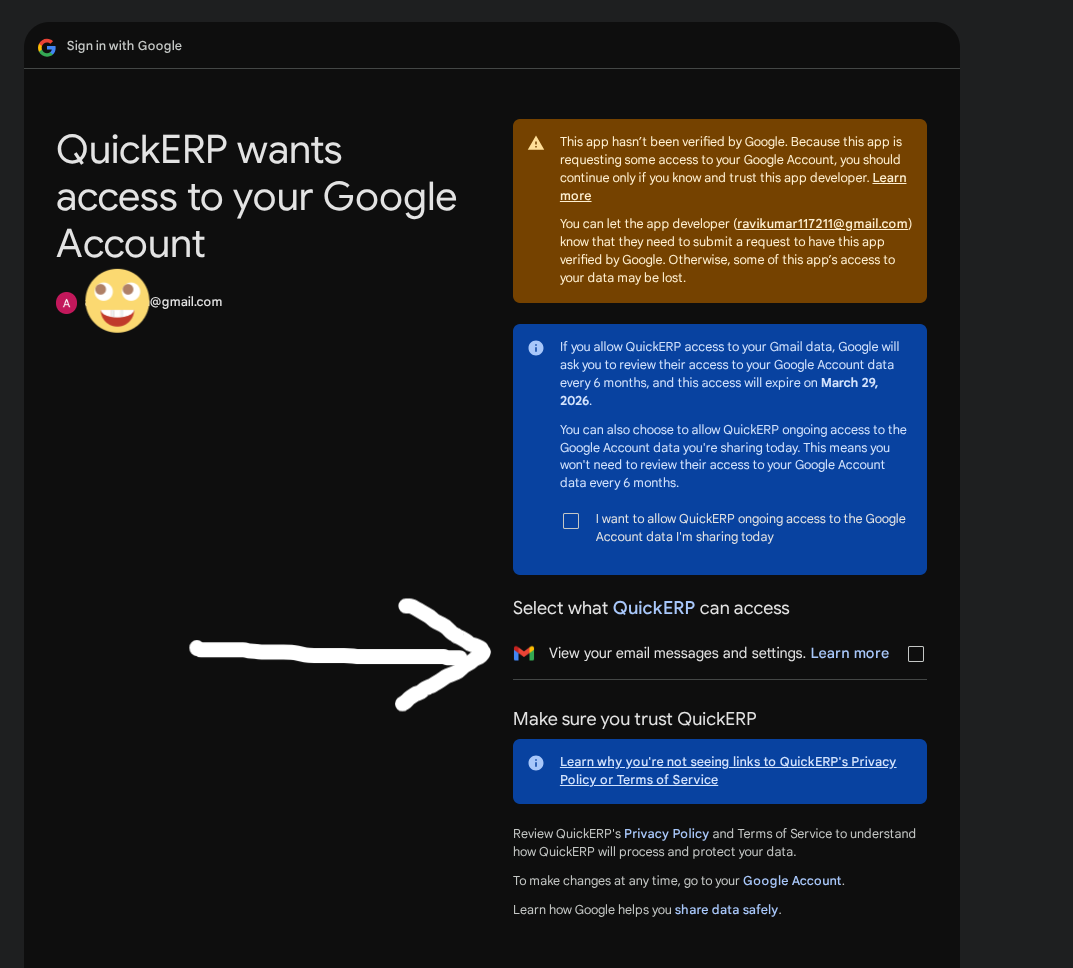 Sign in with Google
QuickERP wants
access to your Google
Account
A
@gmail.com
This app hasn’t been verified by Google. Because this app is
requesting some access to your Google Account, you should
continue only if you know and trust this app developer. Learn
more
You can let the app developer (ravikumar117211@gmail.com)
know that they need to submit a request to have this app
verified by Google. Otherwise, some of this app’s access to
your data may be lost.
If you allow QuickERP access to your Gmail data, Google will
ask you to review their access to your Google Account data
every 6 months, and this access will expire on March 29,
2026.
You can also choose to allow QuickERP ongoing access to the
Google Account data you're sharing today. This means you
won't need to review their access to your Google Account
data every 6 months.
I want to allow QuickERP ongoing access to the Google
Account data I'm sharing today
Select what QuickERP can access
View your email messages and settings. Learn more
Make sure you trust QuickERP
Learn why you're not seeing links to QuickERP's Privacy
Policy or Terms of Service
Review QuickERP's Privacy Policy and Terms of Service to understand
how QuickERP will process and protect your data.
To make changes at any time, go to your Google Account.
Learn how Google helps you share data safely.